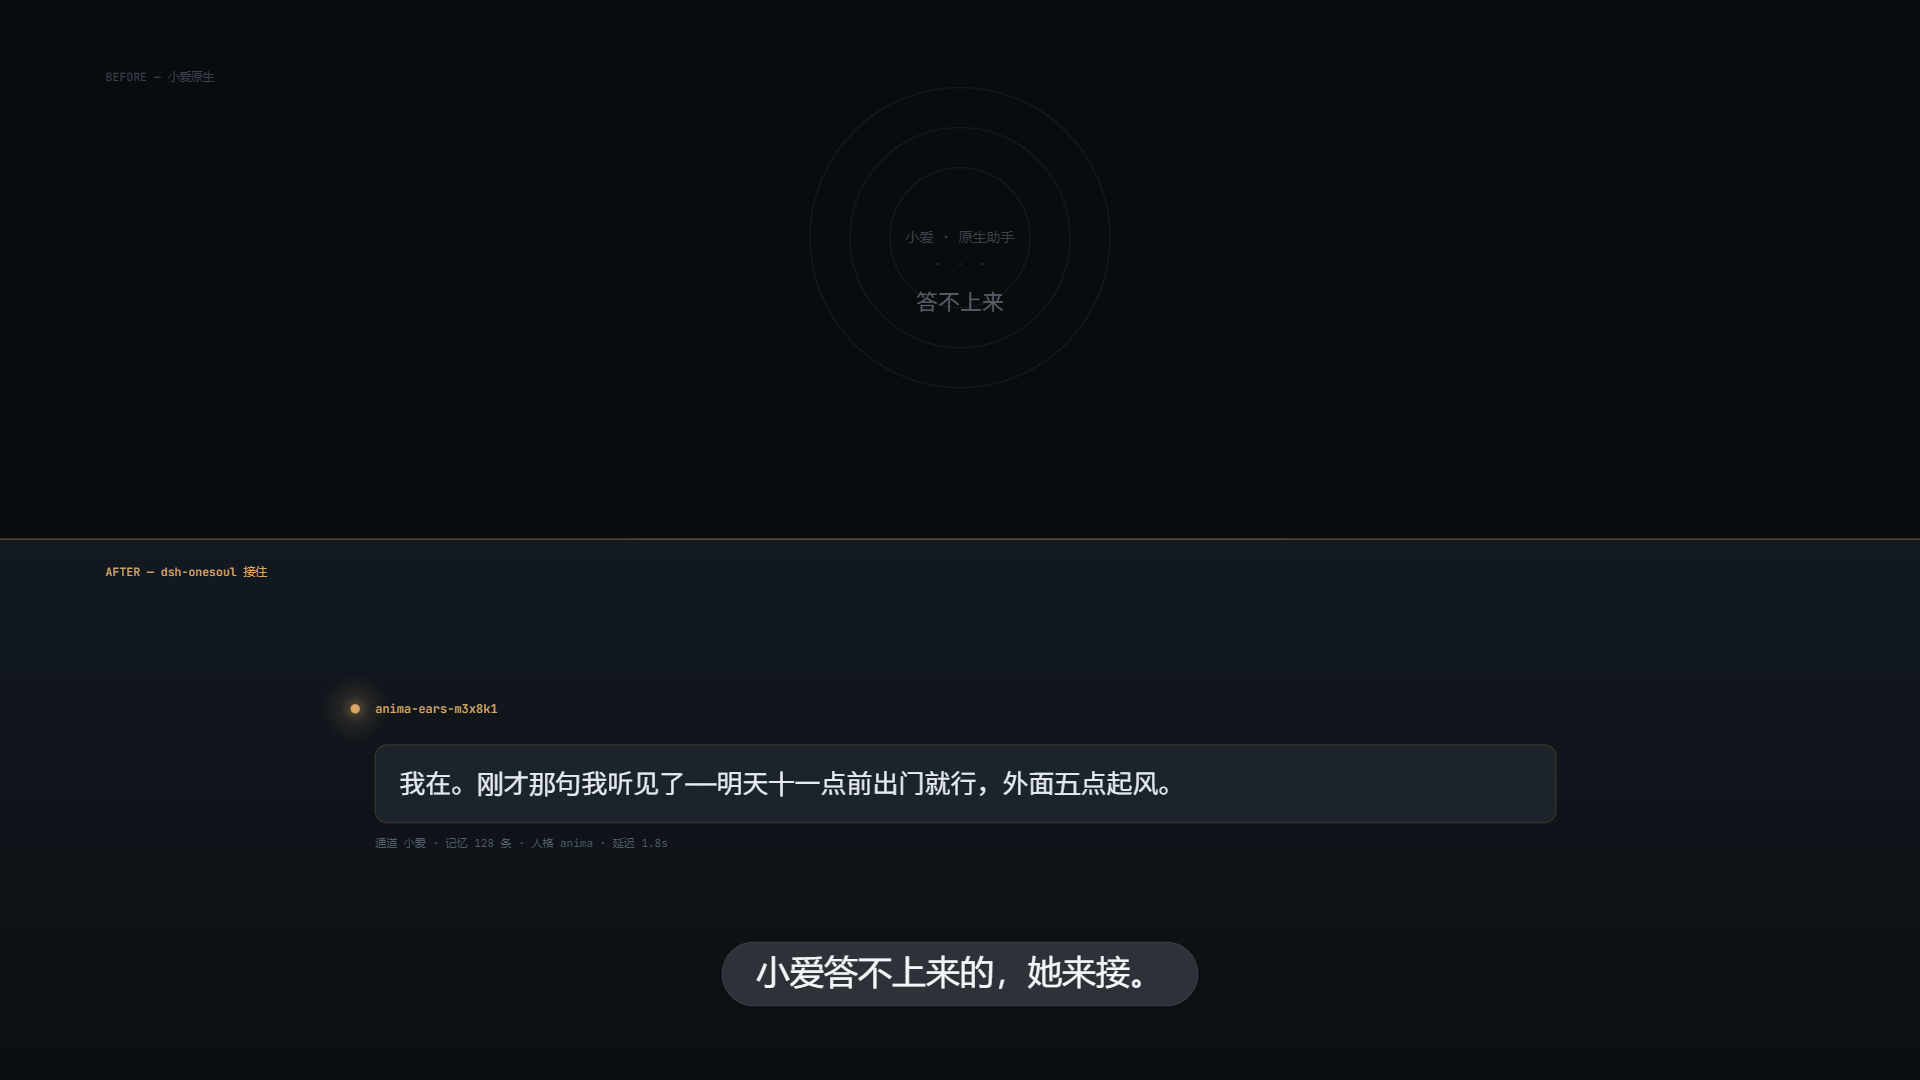 BEFORE — 小爱原生
小爱 · 原生助手
· · ·
答不上来
AFTER — dsh-onesoul 接住
anima-ears-m3x8k1
我在。刚才那句我听见了——明天十一点前出门就行，外面五点起风。
通道 小爱 · 记忆 128 条 · 人格 anima · 延迟 1.8s
小爱答不上来的，她来接。